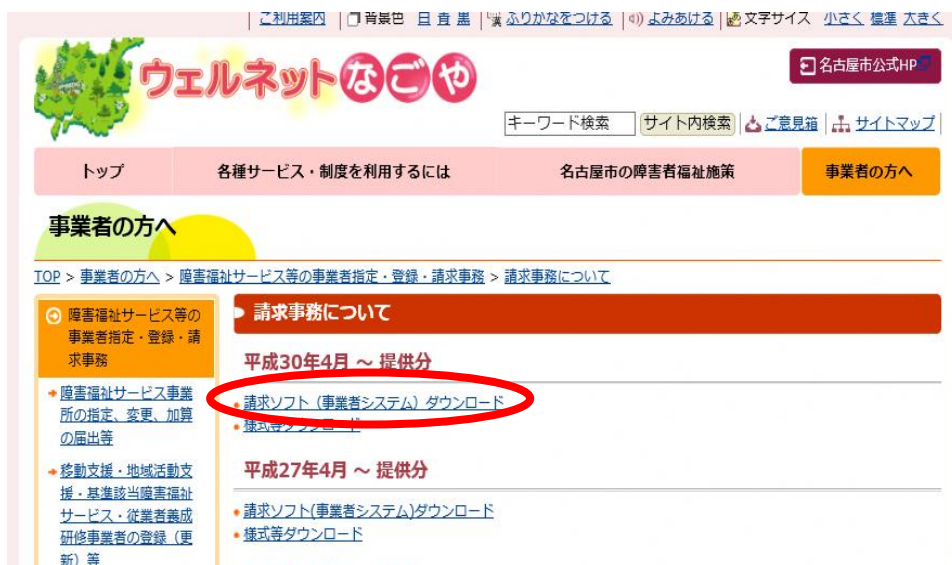 ご利用案内 背景色 白 青 黒 ふりかなをつける よみあげる 文字サイズ 小さく 標準 大きく
ウェルネットなごや
名古屋市公式HP
キーワード検索 サイト内検索 ご意見箱 サイトマップ
トップ 各種サービス・制度を利用するには 名古屋市の障害者福祉施策 事業者の方へ
事業者の方へ
TOP > 事業者の方へ > 障害福祉サービス等の事業者指定・登録・請求事務 > 請求事務について
障害福祉サービス等の
事業者指定・登録・請
求事務
障害福祉サービス事業
所の指定、変更、加算
の届出等
移動支援・地域活動支
援・基準該当障害福祉
サービス・従業者養成
研修事業者の登録（更
新）等
請求事務について
平成30年4月 ～ 提供分
請求ソフト（事業者システム）ダウンロード
様式等ダウンロード
平成27年4月 ～ 提供分
請求ソフト(事業者システム)ダウンロード
様式等ダウンロード